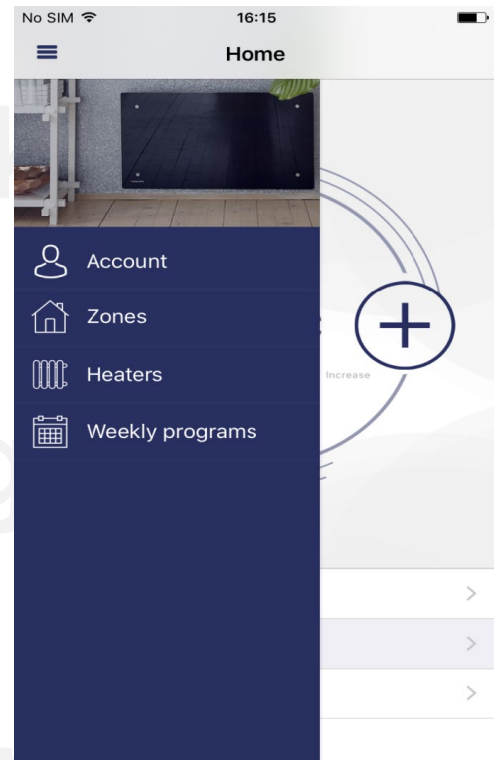 No SIM 16:15
Home
Account
Zones
Increase
Heaters
Weekly programs